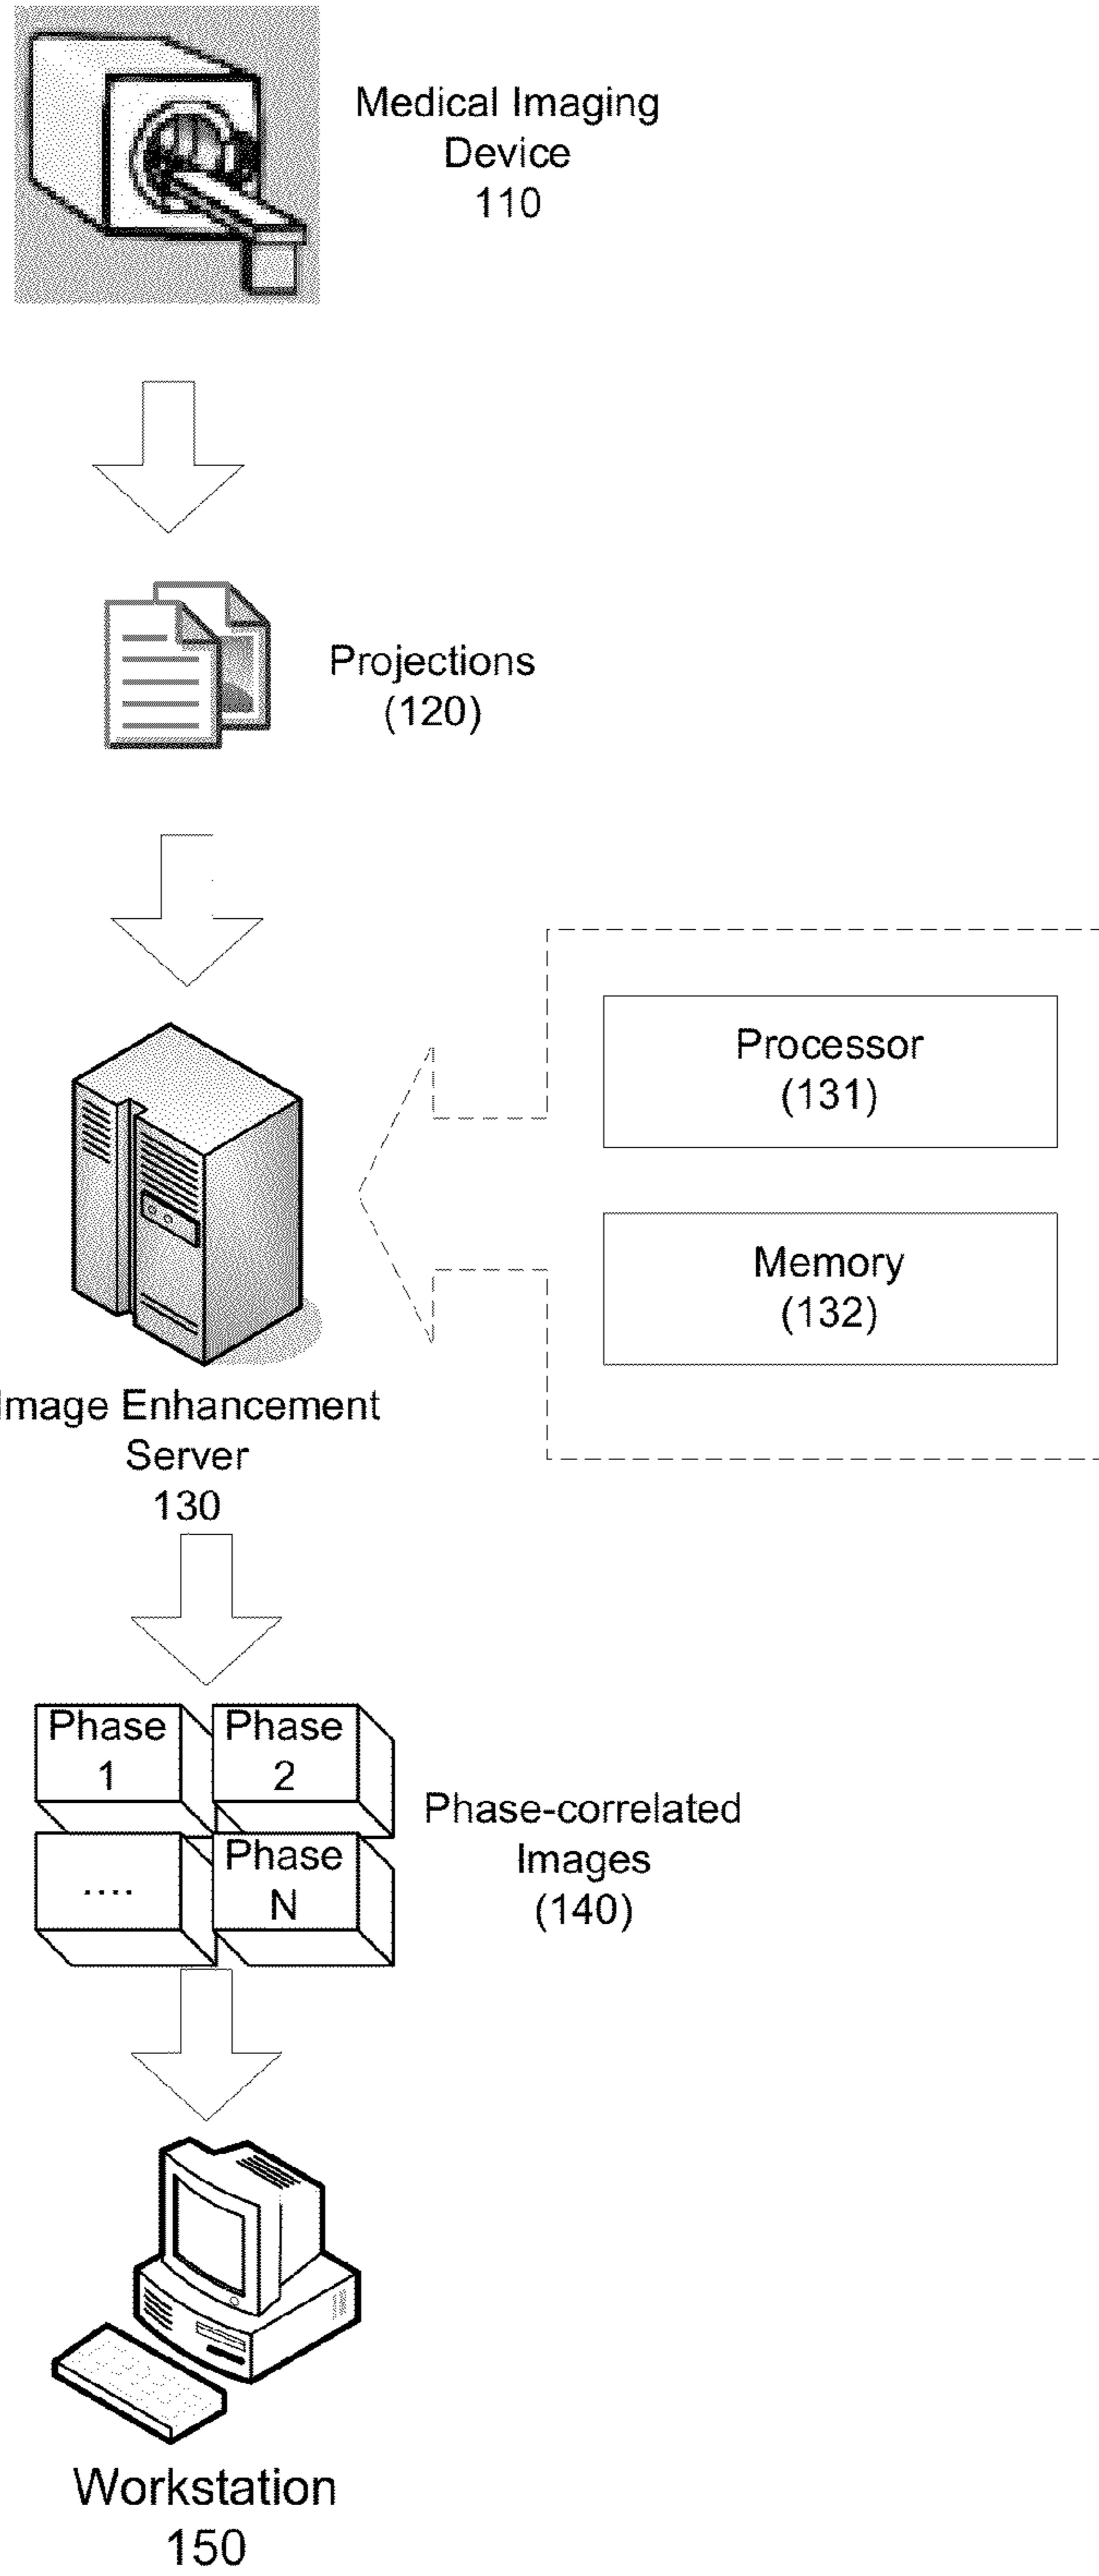 Medical Imaging
Device
110
Projections
(120)
Processor
(131)
Memory
(132)
Image Enhancement
Server
130
Phase
1
Phase
2
....
Phase
N
Phase-correlated
Images
(140)
Workstation
150